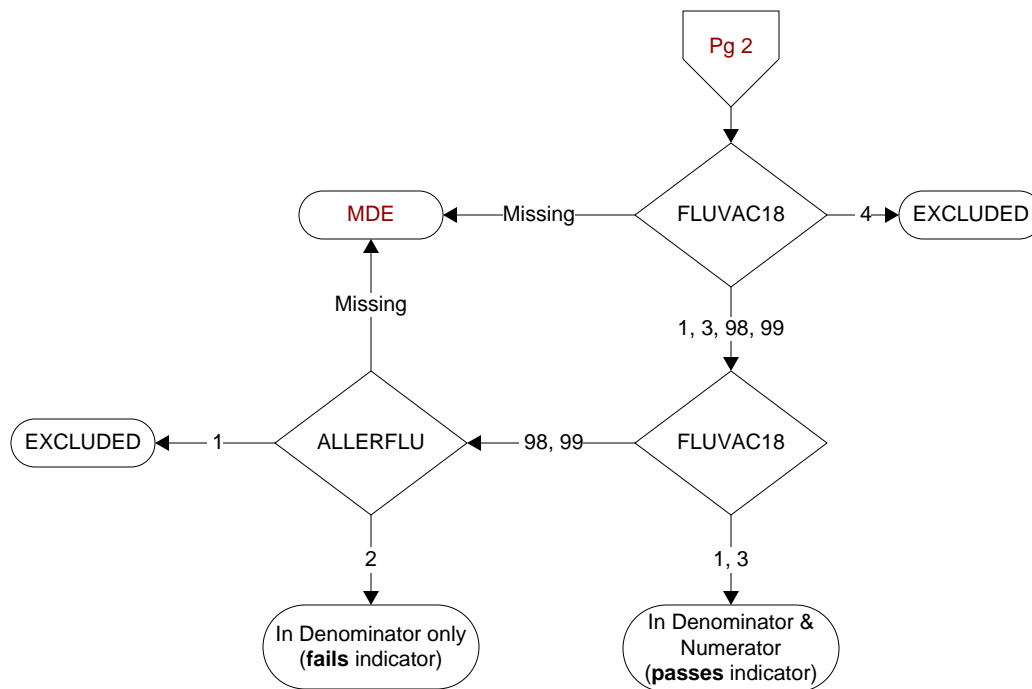 Pg 2
MDE
Missing
FLUVAC18
4
EXCLUDED
Missing
1, 3, 98, 99
EXCLUDED
1
ALLERFLU
98, 99
FLUVAC18
2
1, 3
In Denominator only
(fails indicator)
In Denominator &
Numerator
(passes indicator)